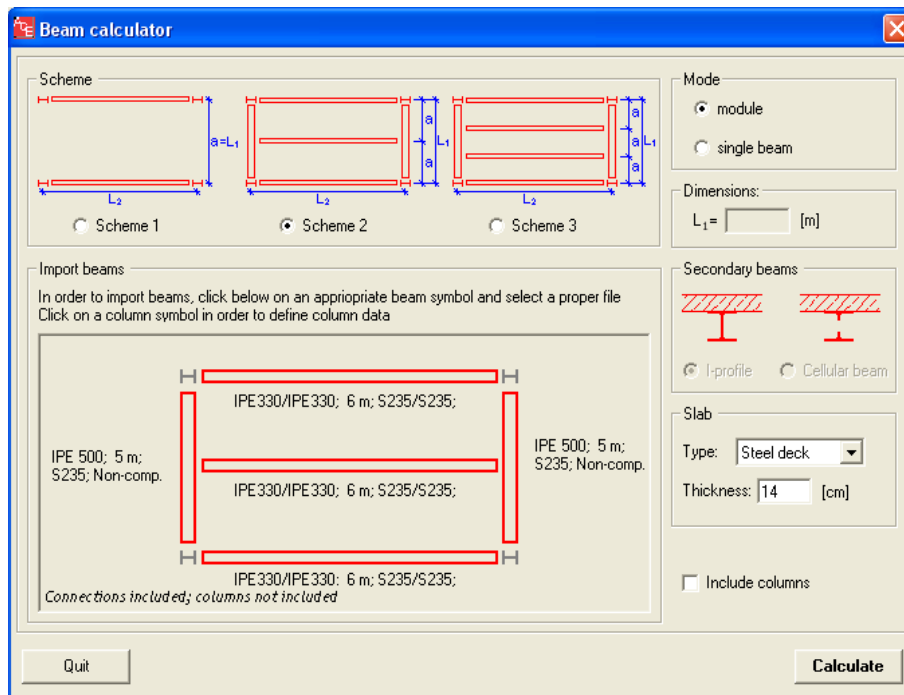 ACE Beam calculator
Scheme
a=L₁
L₂
a
a
L₁
L₂
a
a
a
L₁
L₂
Scheme 1
Scheme 2
Scheme 3
Mode
module
single beam
Dimensions:
L₁= [m]
Import beams
In order to import beams, click below on an appriopriate beam symbol and select a proper file
Click on a column symbol in order to define column data
IPE330/IPE330; 6 m; S235/S235;
IPE 500; 5 m;
S235; Non-comp.
IPE330/IPE330; 6 m; S235/S235;
IPE 500; 5 m;
S235; Non-comp.
IPE330/IPE330: 6 m; S235/S235;
Connections included; columns not included
Secondary beams
I-profile
Cellular beam
Slab
Type: Steel deck
Thickness: 14 [cm]
Include columns
Quit
Calculate